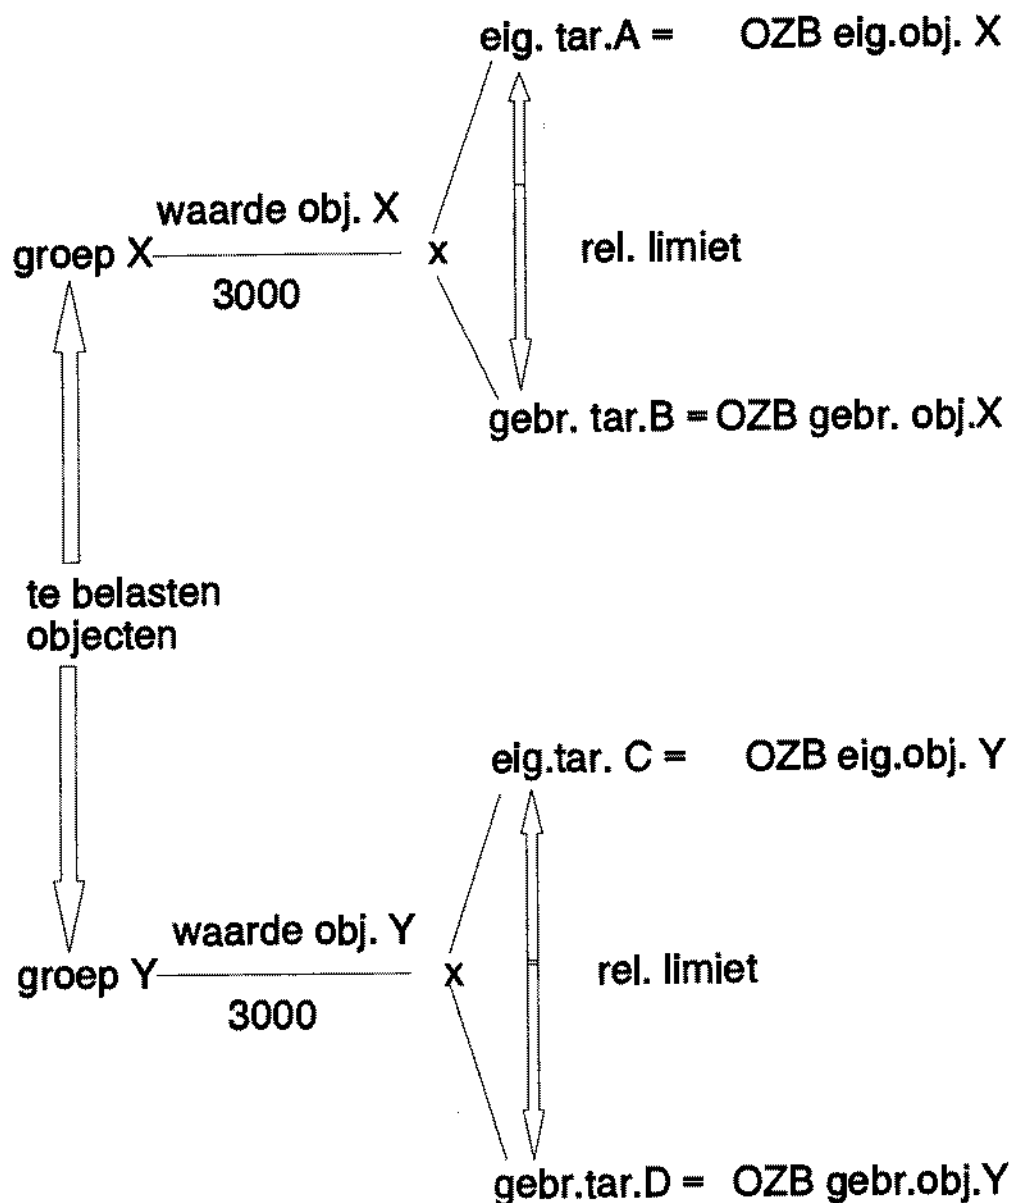 eig. tar.A = OZB eig.obj. X
waarde obj. X
groep X
x
rel. limiet
3000
gebr. tar.B = OZB gebr. obj.X
te belasten
objecten
eig.tar. C = OZB eig.obj. Y
waarde obj. Y
groep Y
x
rel. limiet
3000
gebr.tar.D = OZB gebr.obj.Y